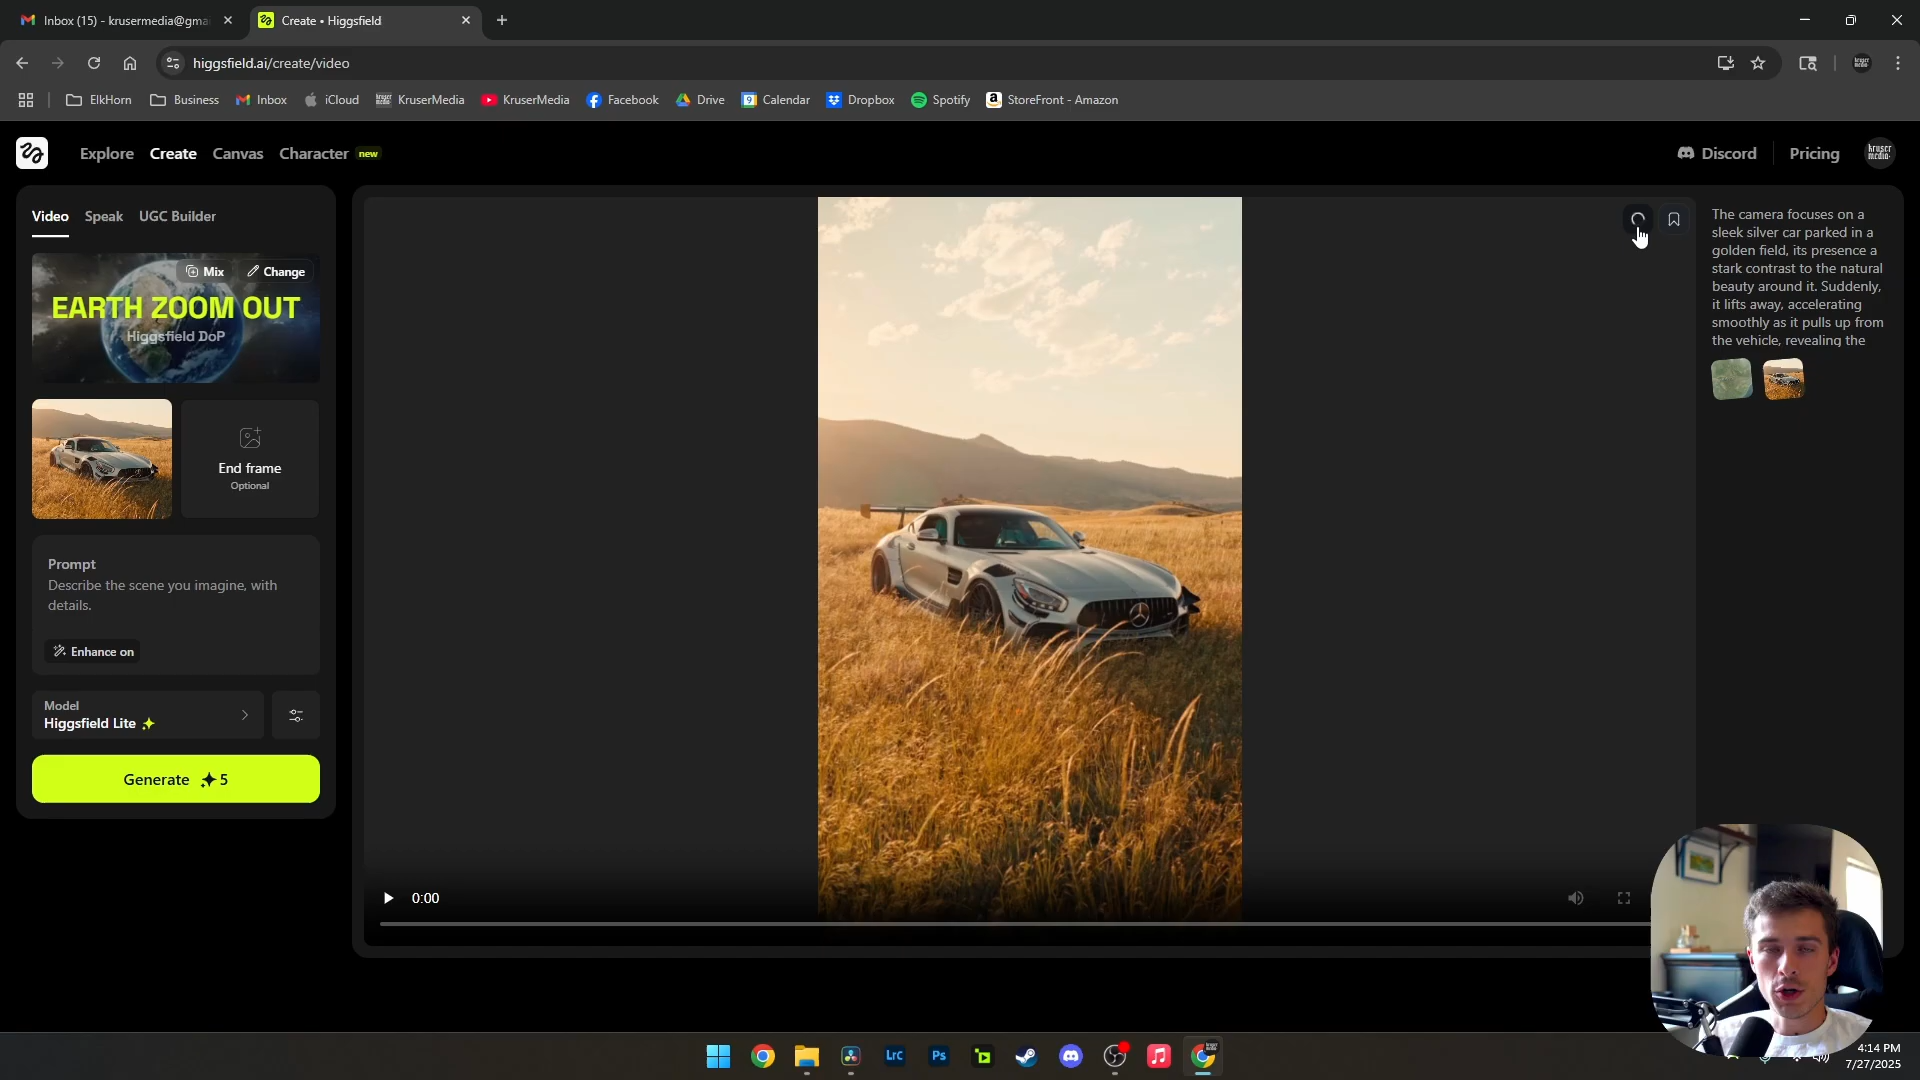 Inbox (15) - krusermedia@gmai
Create • Higgsfield
higgsfield.ai/create/video
ElkHorn
Business
Inbox
iCloud
KruserMedia
KruserMedia
Facebook
Drive
Calendar
Dropbox
Spotify
StoreFront - Amazon
Explore
Create
Canvas
Character
new
Discord
Pricing
kruser
media
Video
Speak
UGC Builder
Mix
Change
EARTH ZOOM OUT
Higgsfield DoP
End frame
Optional
Prompt
Describe the scene you imagine, with
details.
Enhance on
Model
Higgsfield Lite
Generate 5
0:00
The camera focuses on a
sleek silver car parked in a
golden field, its presence a
stark contrast to the natural
beauty around it. Suddenly,
it lifts away, accelerating
smoothly as it pulls up from
the vehicle, revealing the
LrC
Ps
4:14 PM
7/27/2025